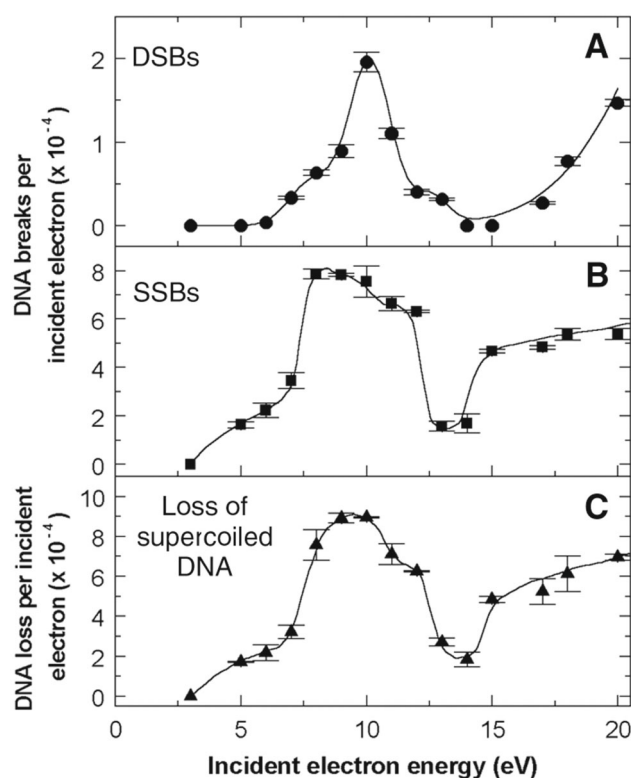 DSBs
A
2
1
0
DNA breaks per
incident electron (x 10⁻⁴)
SSBs
B
8
6
4
2
0
Loss of
supercoiled
DNA
C
10
8
6
4
2
0
DNA loss per incident
electron (x 10⁻⁴)
0 5 10 15 20
Incident electron energy (eV)